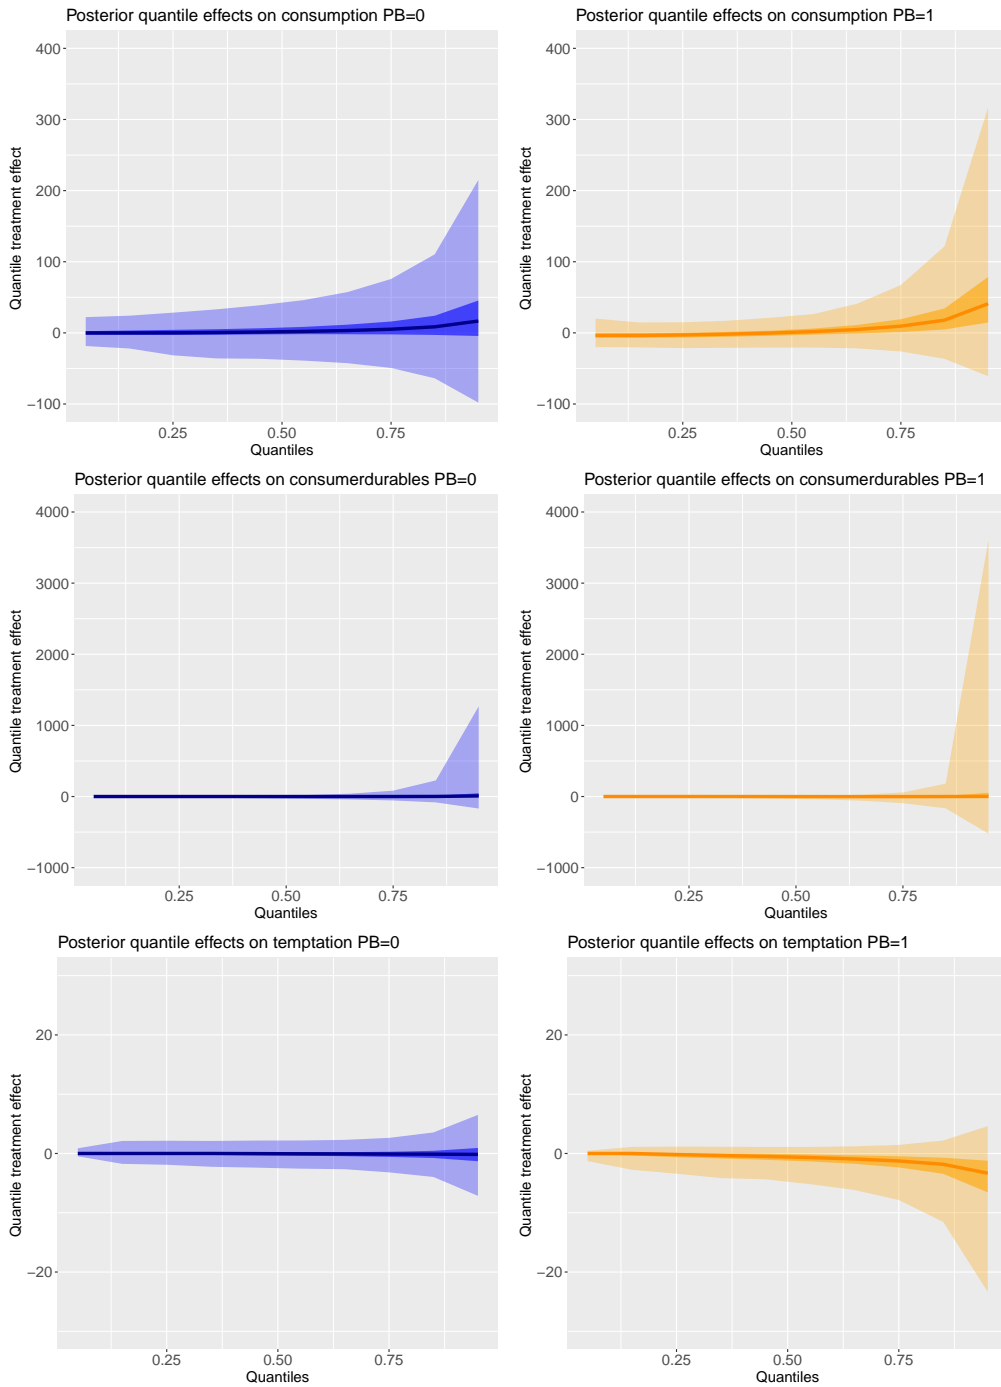 Posterior quantile effects on consumption PB=0
400
300
200
100
0
−100
Quantile treatment effect
0.25 0.50 0.75
Quantiles
Posterior quantile effects on consumption PB=1
400
300
200
100
0
−100
Quantile treatment effect
0.25 0.50 0.75
Quantiles
Posterior quantile effects on consumerdurables PB=0
4000
3000
2000
1000
0
−1000
Quantile treatment effect
0.25 0.50 0.75
Quantiles
Posterior quantile effects on consumerdurables PB=1
4000
3000
2000
1000
0
−1000
Quantile treatment effect
0.25 0.50 0.75
Quantiles
Posterior quantile effects on temptation PB=0
20
0
−20
Quantile treatment effect
0.25 0.50 0.75
Quantiles
Posterior quantile effects on temptation PB=1
20
0
−20
Quantile treatment effect
0.25 0.50 0.75
Quantiles